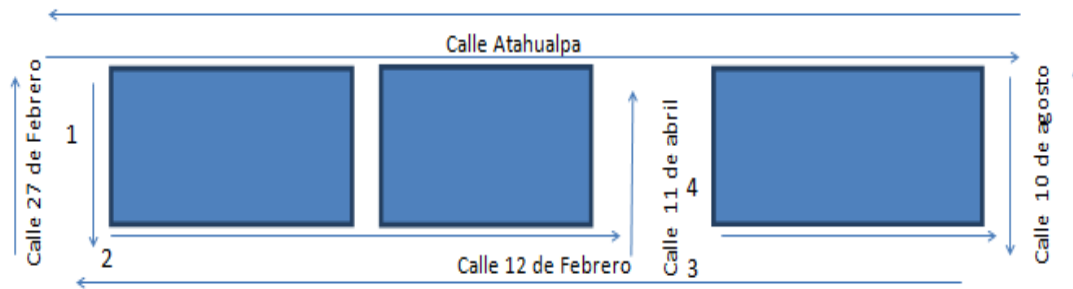 Calle Atahualpa
Calle 27 de Febrero
1
2
Calle 12 de Febrero
Calle 11 de abril
4
3
Calle 10 de agosto